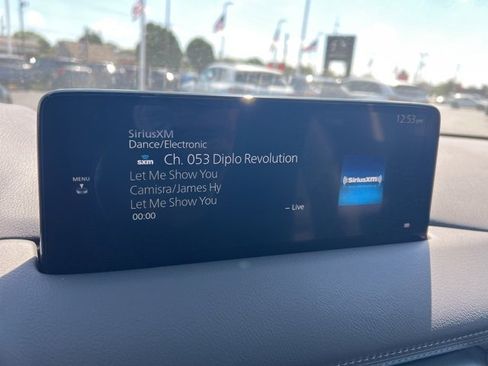 SiriusXM
12:53
Dance/Electronic
sxm
Ch. 053 Diplo Revolution
MENU
Let Me Show You
Camisra/James Hy
Let Me Show You
00:00
– Live
SiriusXM